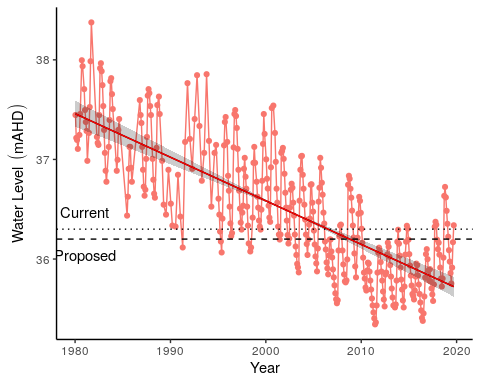 38
37
36
Water Level (mAHD)
Current
Proposed
1980 1990 2000 2010 2020
Year